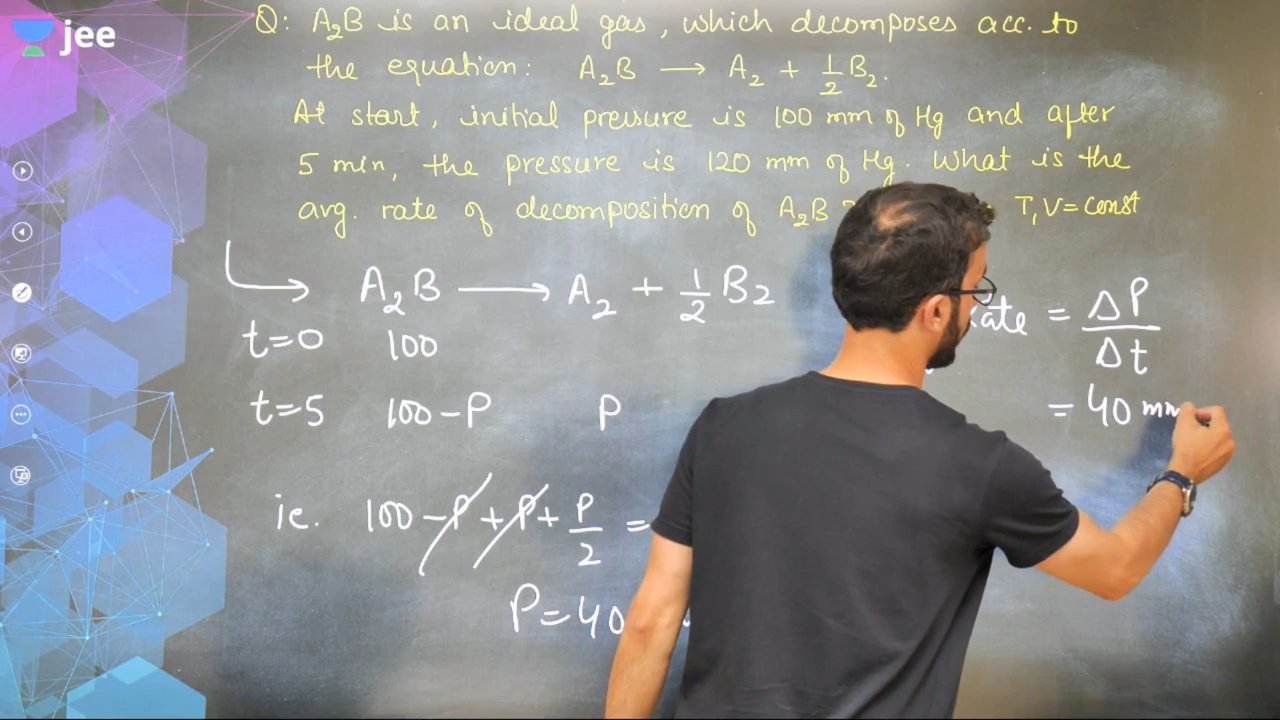 jee
Q: A₂B is an ideal gas, which decomposes acc. to
the equation: A₂B → A₂ + 1/2 B₂.
At start, initial pressure is 100 mm of Hg and after
5 min, the pressure is 120 mm of Hg. What is the
avg. rate of decomposition of A₂B T,V=const
A₂B → A₂ + 1/2 B₂
t=0 100
t=5 100-P P
ie. 100-P+P+P/2 =
P=40
= ΔP/Δt
= 40 mm